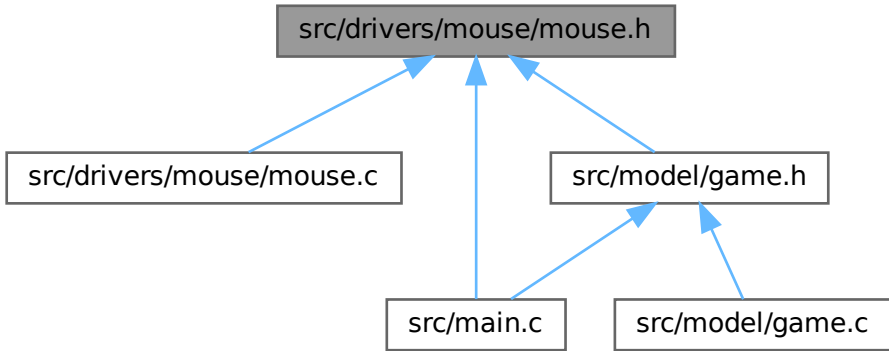 src/drivers/mouse/mouse.h
src/drivers/mouse/mouse.c
src/model/game.h
src/main.c
src/model/game.c